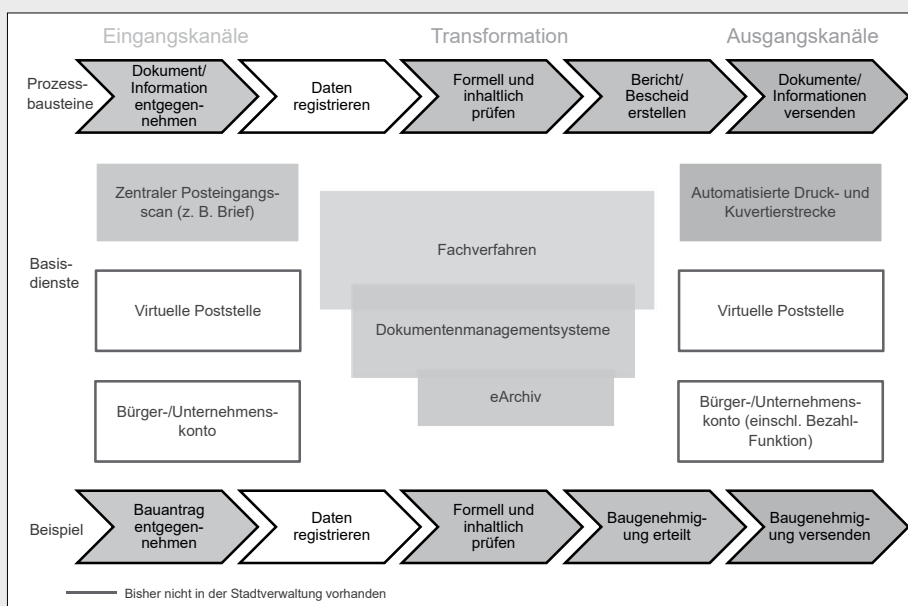 Eingangskanäle
Transformation
Ausgangskanäle
Prozess-
bausteine
Dokument/
Information
entgegen-
nehmen
Daten
registrieren
Formell und
inhaltlich
prüfen
Bericht/
Bescheid
erstellen
Dokumente/
Informationen
versenden
Basis-
dienste
Zentraler Posteingangs-
scan (z. B. Brief)
Virtuelle Poststelle
Bürger-/Unternehmens-
konto
Fachverfahren
Dokumentenmanagementsysteme
eArchiv
Automatisierte Druck- und
Kuvertierstrecke
Virtuelle Poststelle
Bürger-/Unternehmens-
konto (einschl. Bezahl-
Funktion)
Beispiel
Bauantrag
entgegen-
nehmen
Daten
registrieren
Formell und
inhaltlich
prüfen
Baugenehmig-
ung erteilt
Baugenehmig-
ung versenden
Bisher nicht in der Stadtverwaltung vorhanden